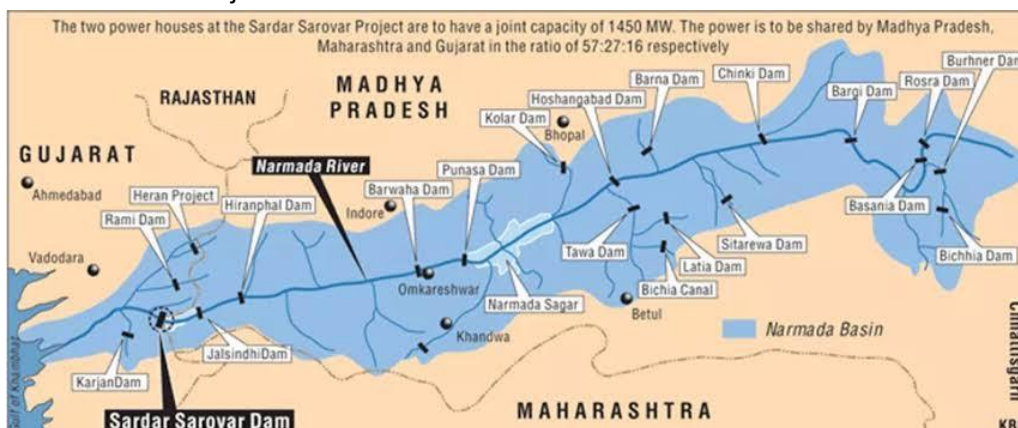 The two power houses at the Sardar Sarovar Project are to have a joint capacity of 1450 MW. The power is to be shared by Madhya Pradesh,
Maharashtra and Gujarat in the ratio of 57:27:16 respectively
Burhner Dam
Chinki Dam
Rosra Dam
Barna Dam
MADHYA
PRADESH
Bargi Dam
RAJASTHAN
Hoshangabad Dam
Kolar Dam
Bhopal
GUJARAT
Narmada River
Punasa Dam
Ahmedabad
Heran Project
Barwaha Dam
Hiranphal Dam
Indore
Basania Dam
Rami Dam
Sitarewa Dam
Tawa Dam
Bichhia Dam
Vadodara
Latia Dam
Omkareshwar
Bichia Canal
Narmada Sagar
Betul
Khandwa
Narmada Basin
JalsindhiDam
KarjanDam
Gulf of Khambhat
MAHARASHTRA
Sardar Sarovar Dam